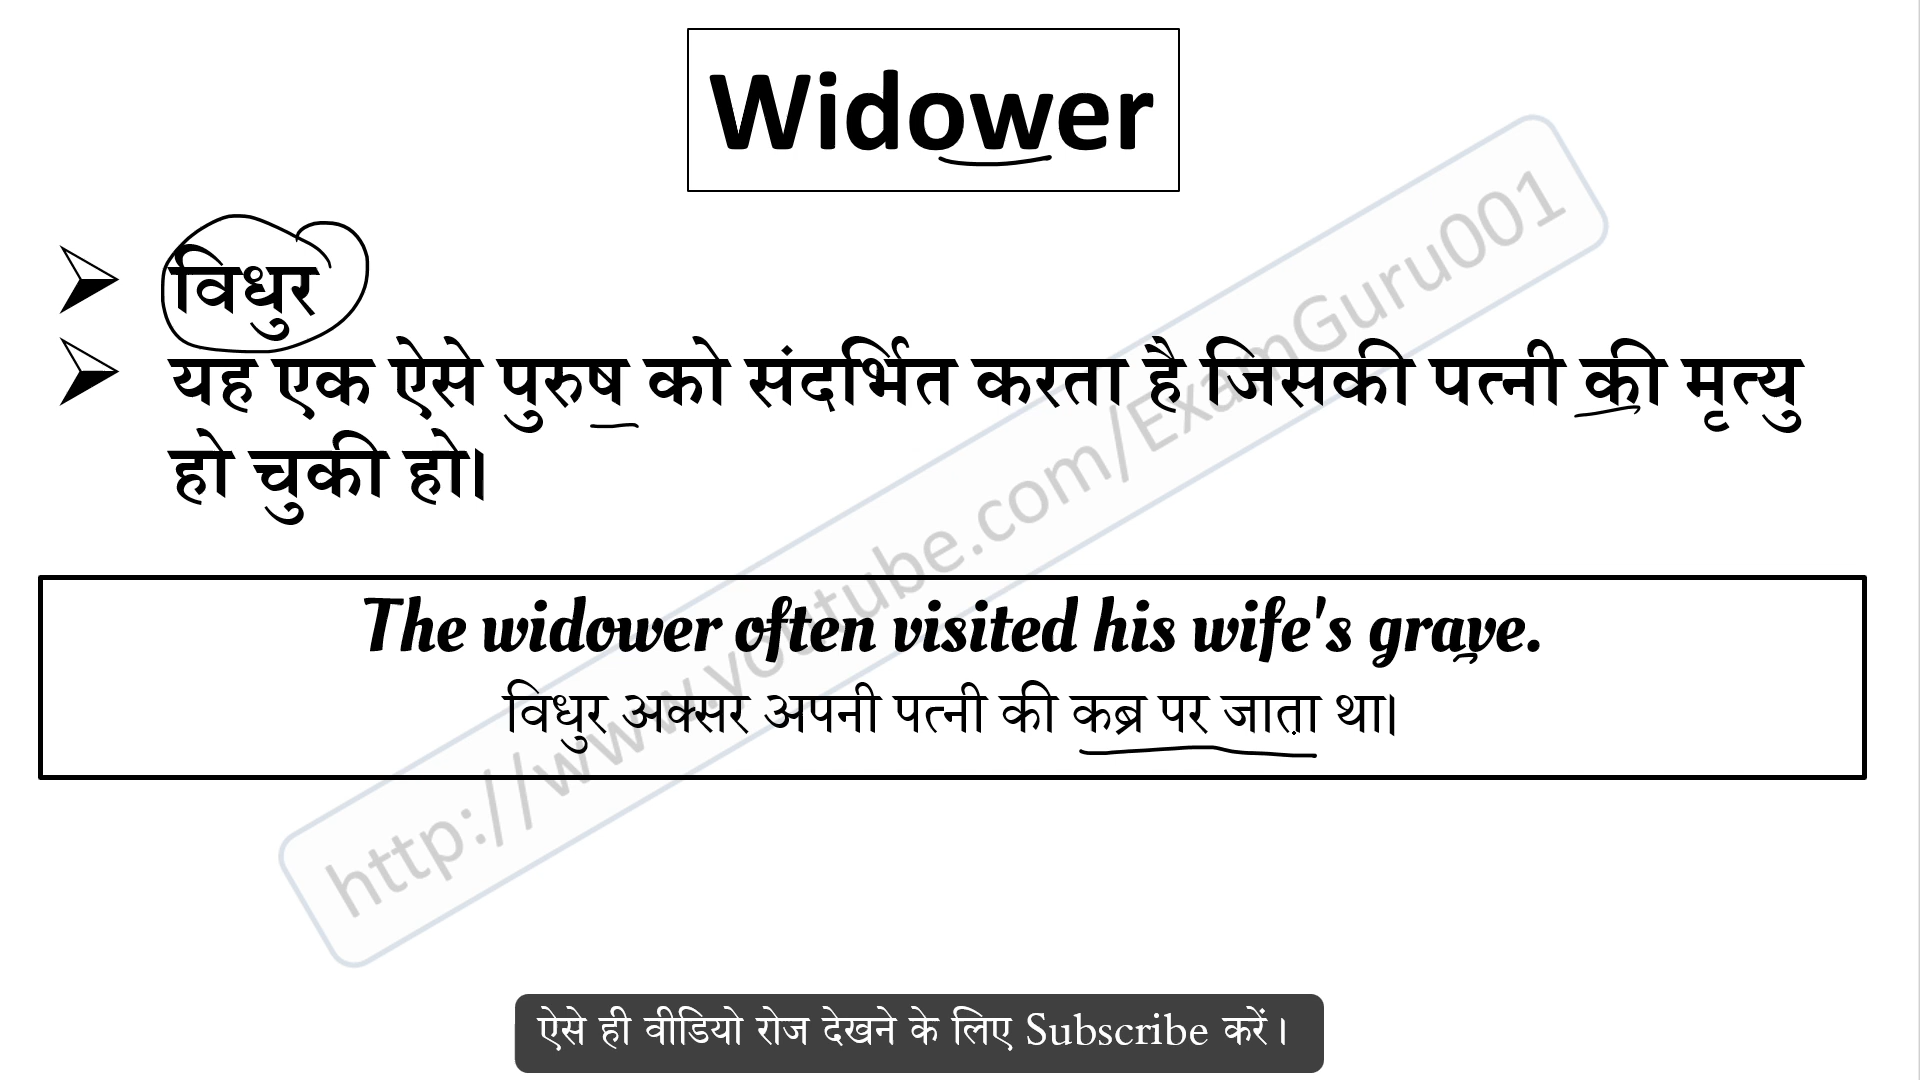 Widower
विधुर
यह एक ऐसे पुरुष को संदर्भित करता है जिसकी पत्नी की मृत्यु
हो चुकी हो।
The widower often visited his wife's grave.
विधुर अक्सर अपनी पत्नी की कब्र पर जाता था।
http://www.youtube.com/ExamGuru001
ऐसे ही वीडियो रोज देखने के लिए Subscribe करें।